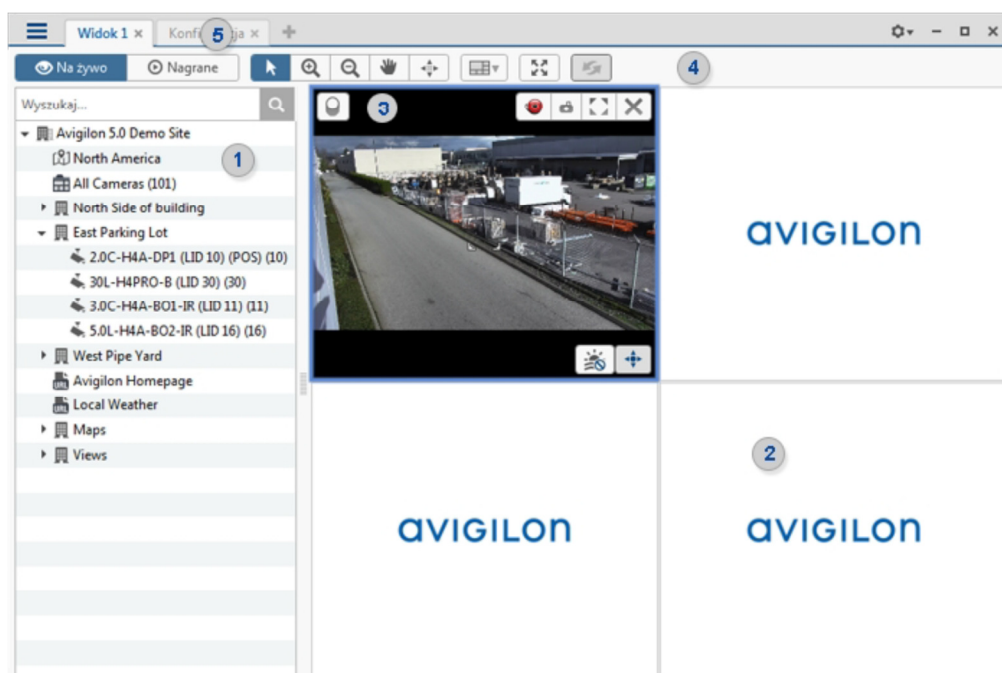 Widok 1
5
Na żywo
Nagrane
4
Wyszukaj...
3
Avigilon 5.0 Demo Site
North America
1
All Cameras (101)
North Side of building
East Parking Lot
2.0C-H4A-DP1 (LID 10) (POS) (10)
30L-H4PRO-B (LID 30) (30)
3.0C-H4A-BO1-IR (LID 11) (11)
5.0L-H4A-BO2-IR (LID 16) (16)
West Pipe Yard
Avigilon Homepage
Local Weather
Maps
Views
avigilon
2
avigilon
avigilon